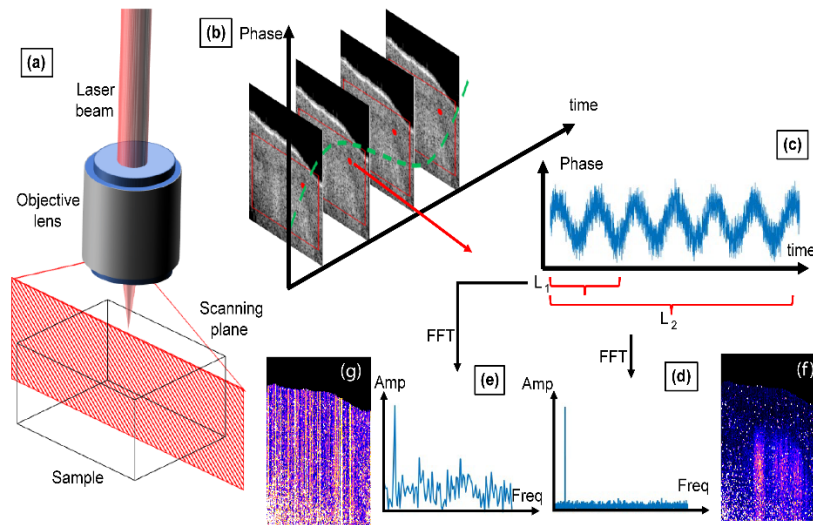 (a)
Laser
beam
Objective
lens
Scanning
plane
Sample
(b)
Phase
time
(c)
Phase
time
L1
L2
FFT
FFT
(g)
Amp
(e)
Freq
Amp
(d)
Freq
(f)